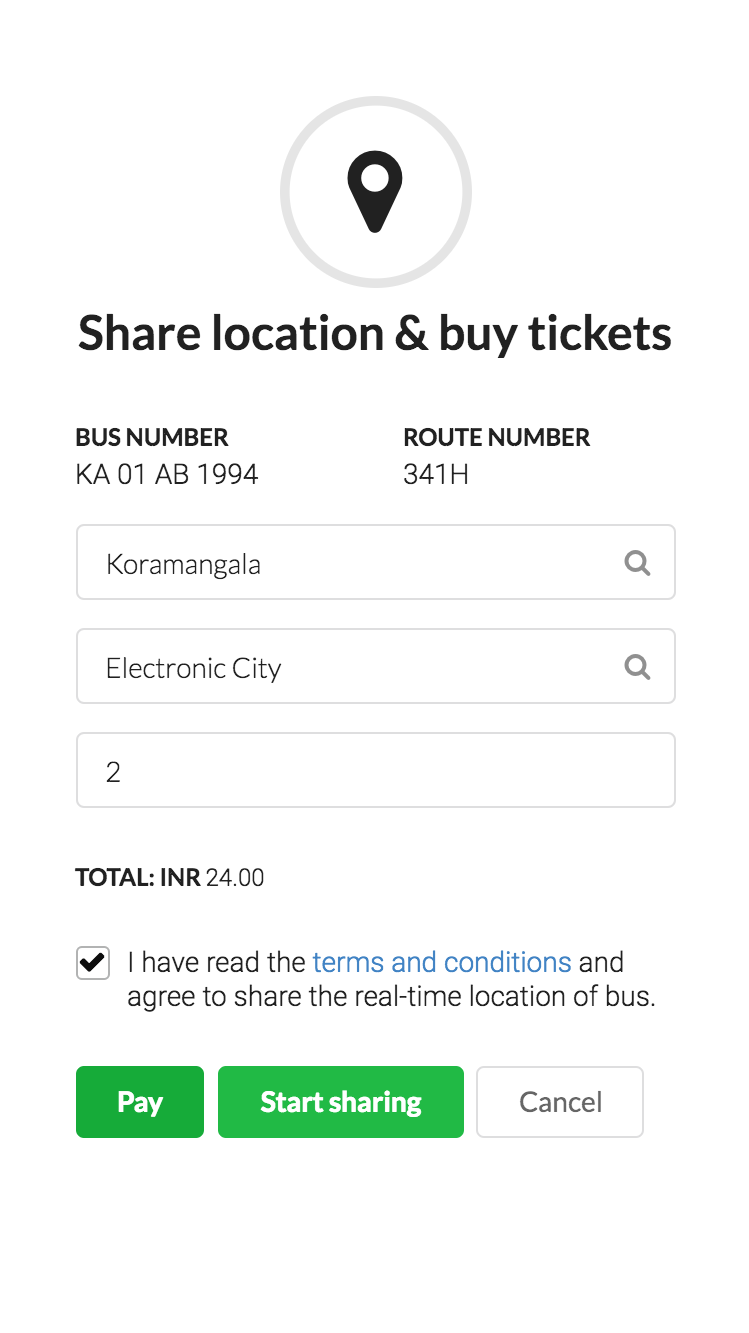 Share location & buy tickets
BUS NUMBER
KA 01 AB 1994
ROUTE NUMBER
341H
Koramangala
Electronic City
2
TOTAL: INR 24.00
I have read the terms and conditions and
agree to share the real-time location of bus.
Pay
Start sharing
Cancel